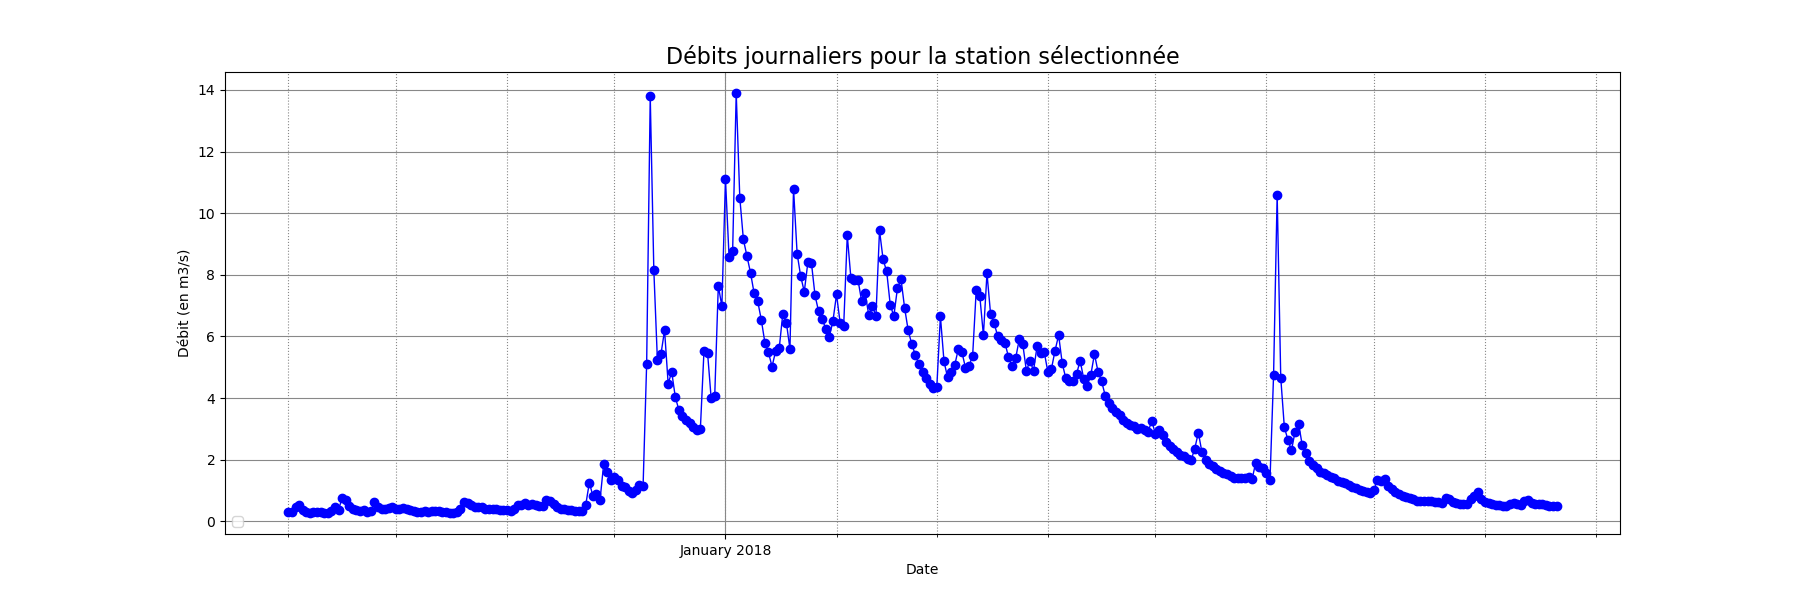 Débits journaliers pour la station sélectionnée
14
12
10
8
6
4
2
0
Débit (en m3/s)
January 2018
Date